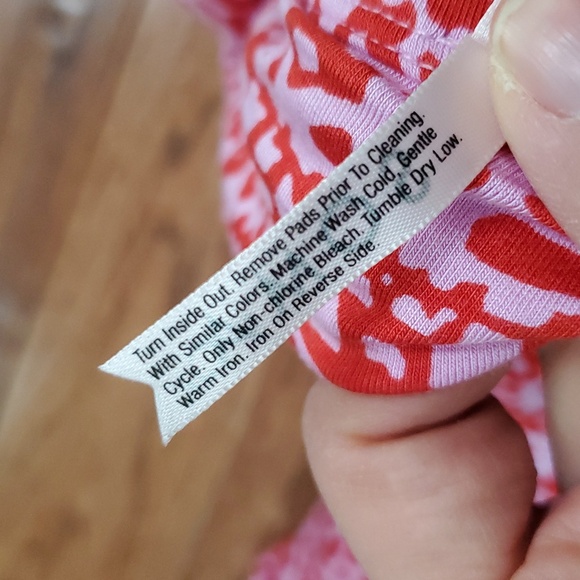 Turn Inside Out. Remove Pads Prior To Cleaning.
With Similar Colors. Machine Wash Cold, Gentle
Cycle. Only Non-chlorine Bleach. Tumble Dry Low.
Warm Iron. Iron On Reverse Side.